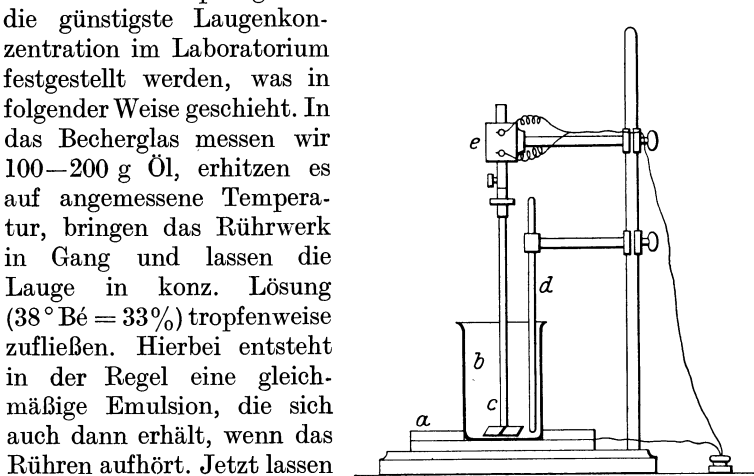 die günstigste Laugenkon-
zentration im Laboratorium
festgestellt werden, was in
folgender Weise geschieht. In
das Becherglas messen wir
100—200 g Öl, erhitzen es
auf angemessene Tempera-
tur, bringen das Rührwerk
in Gang und lassen die
Lauge in konz. Lösung
(38° Bé = 33%) tropfenweise
zufließen. Hierbei entsteht
in der Regel eine gleich-
mäßige Emulsion, die sich
auch dann erhält, wenn das
Rühren aufhört. Jetzt lassen
e
d
b
c
a